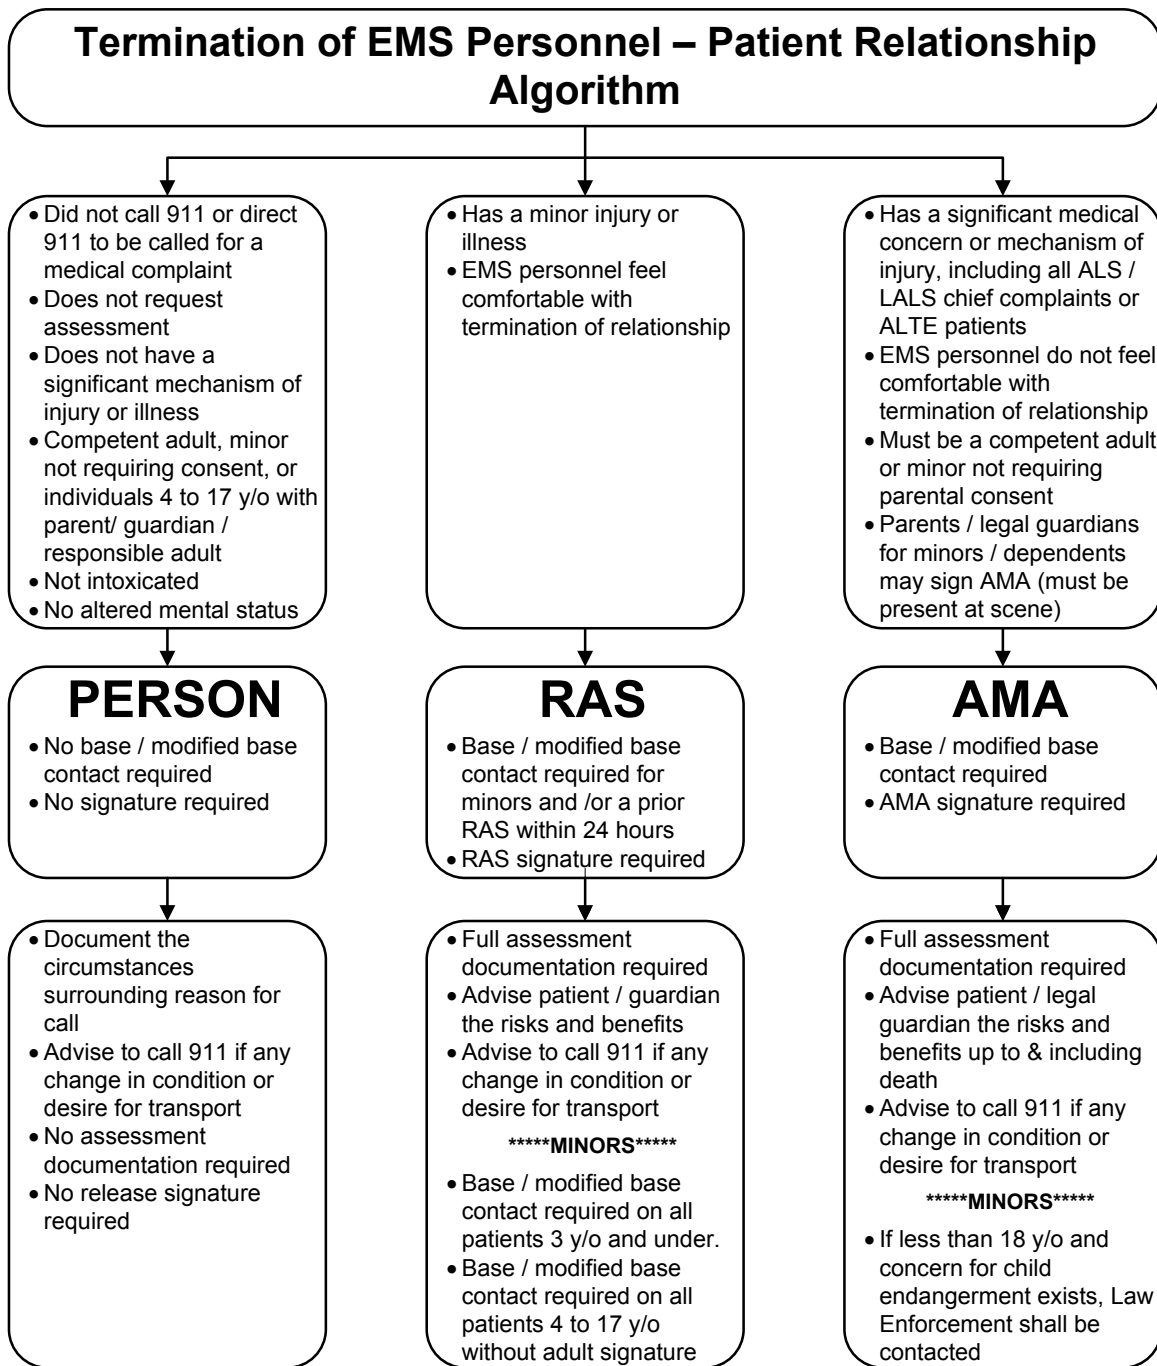 Termination of EMS Personnel – Patient Relationship
Algorithm
• Did not call 911 or direct
911 to be called for a
medical complaint
• Does not request
assessment
• Does not have a
significant mechanism of
injury or illness
• Competent adult, minor
not requiring consent, or
individuals 4 to 17 y/o with
parent/ guardian /
responsible adult
• Not intoxicated
• No altered mental status
• Has a minor injury or
illness
• EMS personnel feel
comfortable with
termination of relationship
• Has a significant medical
concern or mechanism of
injury, including all ALS /
LALS chief complaints or
ALTE patients
• EMS personnel do not feel
comfortable with
termination of relationship
• Must be a competent adult
or minor not requiring
parental consent
• Parents / legal guardians
for minors / dependents
may sign AMA (must be
present at scene)
PERSON
• No base / modified base
contact required
• No signature required
RAS
• Base / modified base
contact required for
minors and /or a prior
RAS within 24 hours
• RAS signature required
AMA
• Base / modified base
contact required
• AMA signature required
• Document the
circumstances
surrounding reason for
call
• Advise to call 911 if any
change in condition or
desire for transport
• No assessment
documentation required
• No release signature
required
• Full assessment
documentation required
• Advise patient / guardian
the risks and benefits
• Advise to call 911 if any
change in condition or
desire for transport
*****MINORS*****
• Base / modified base
contact required on all
patients 3 y/o and under.
• Base / modified base
contact required on all
patients 4 to 17 y/o
without adult signature
• Full assessment
documentation required
• Advise patient / legal
guardian the risks and
benefits up to & including
death
• Advise to call 911 if any
change in condition or
desire for transport
*****MINORS*****
• If less than 18 y/o and
concern for child
endangerment exists, Law
Enforcement shall be
contacted